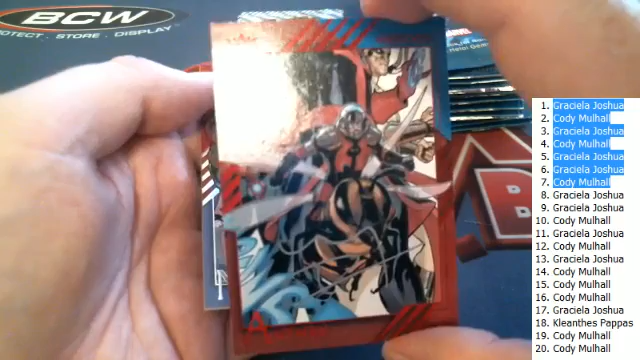 BCW
PROTECT . STORE . DISPLAY
1. Graciela Joshua
2. Cody Mulhall
3. Graciela Joshua
4. Cody Mulhall
5. Graciela Joshua
6. Graciela Joshua
7. Cody Mulhall
8. Graciela Joshua
9. Graciela Joshua
10. Cody Mulhall
11. Graciela Joshua
12. Cody Mulhall
13. Graciela Joshua
14. Cody Mulhall
15. Cody Mulhall
16. Cody Mulhall
17. Graciela Joshua
18. Kleanthes Pappas
19. Cody Mulhall
20. Cody Mulhall